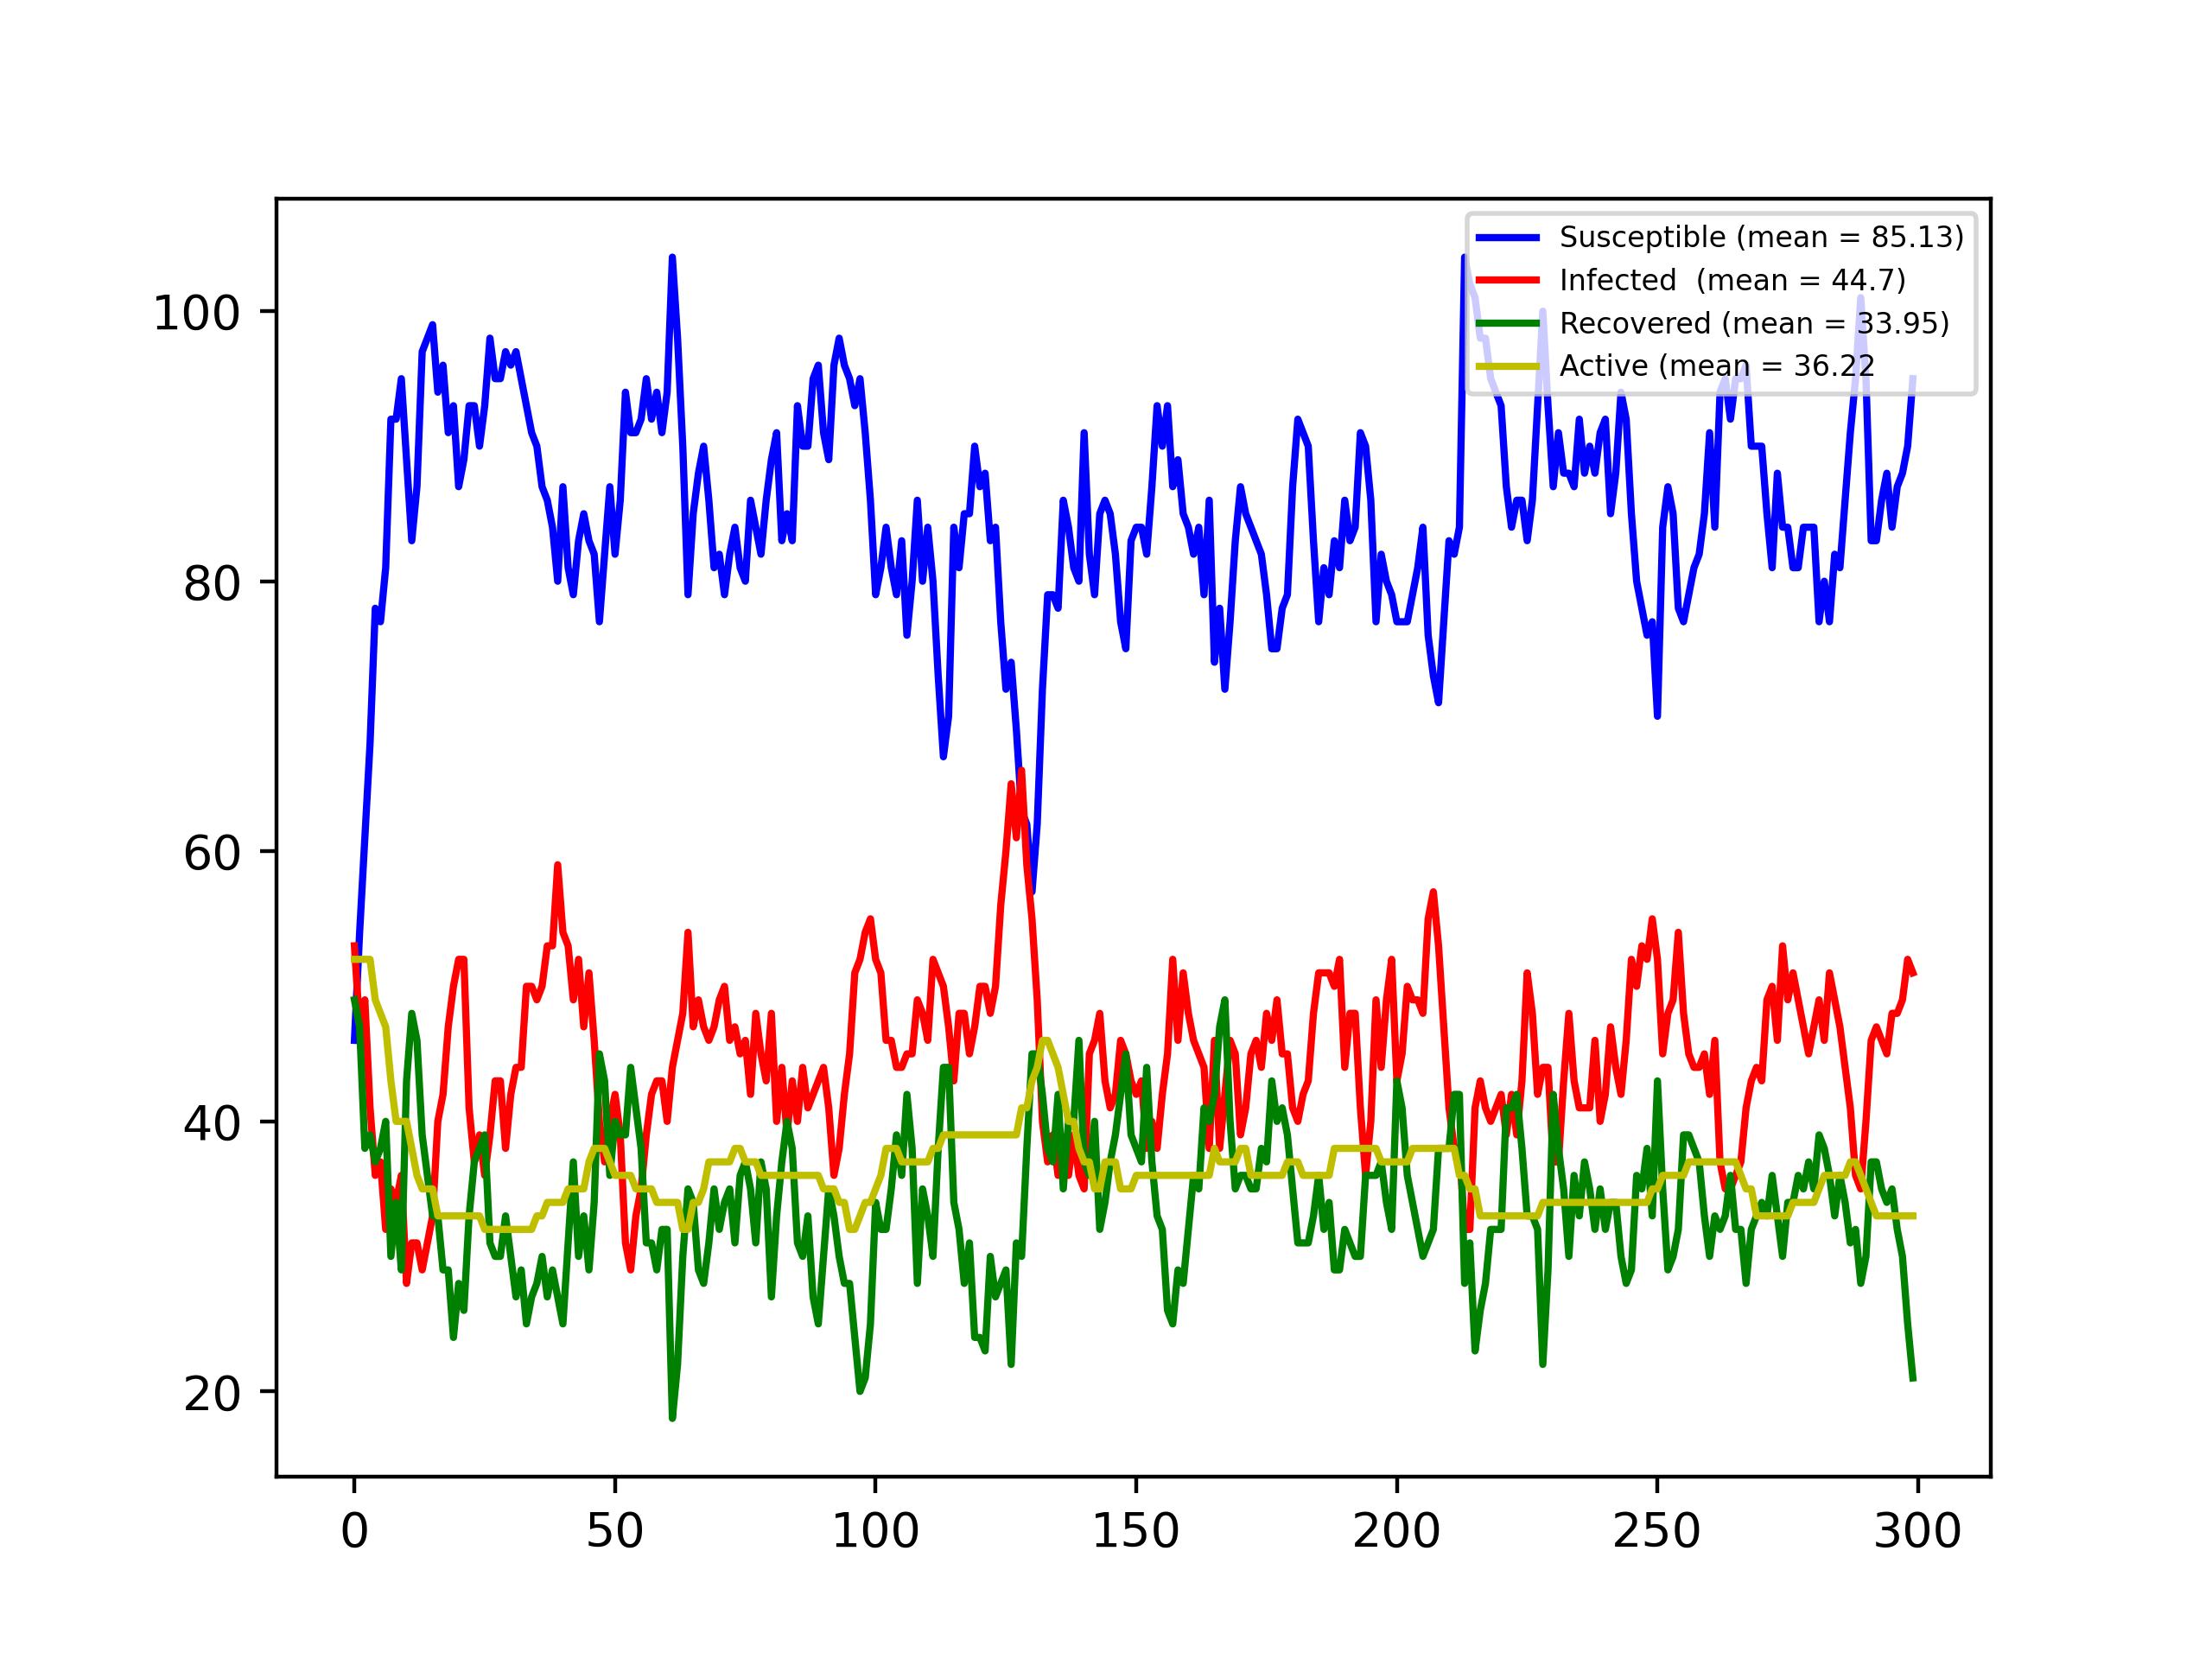 Susceptible (mean = 85.13)
Infected  (mean = 44.7)
Recovered (mean = 33.95)
Active (mean = 36.22
100
80
60
40
20
0 50 100 150 200 250 300